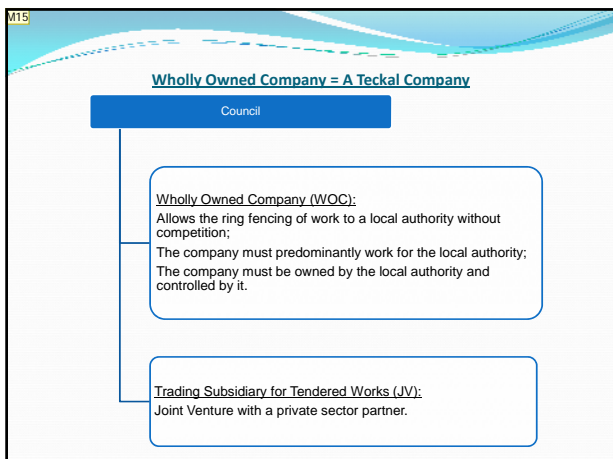 M15
Wholly Owned Company = A Teckal Company
Council
Wholly Owned Company (WOC):
Allows the ring fencing of work to a local authority without
competition;
The company must predominantly work for the local authority;
The company must be owned by the local authority and
controlled by it.
Trading Subsidiary for Tendered Works (JV):
Joint Venture with a private sector partner.